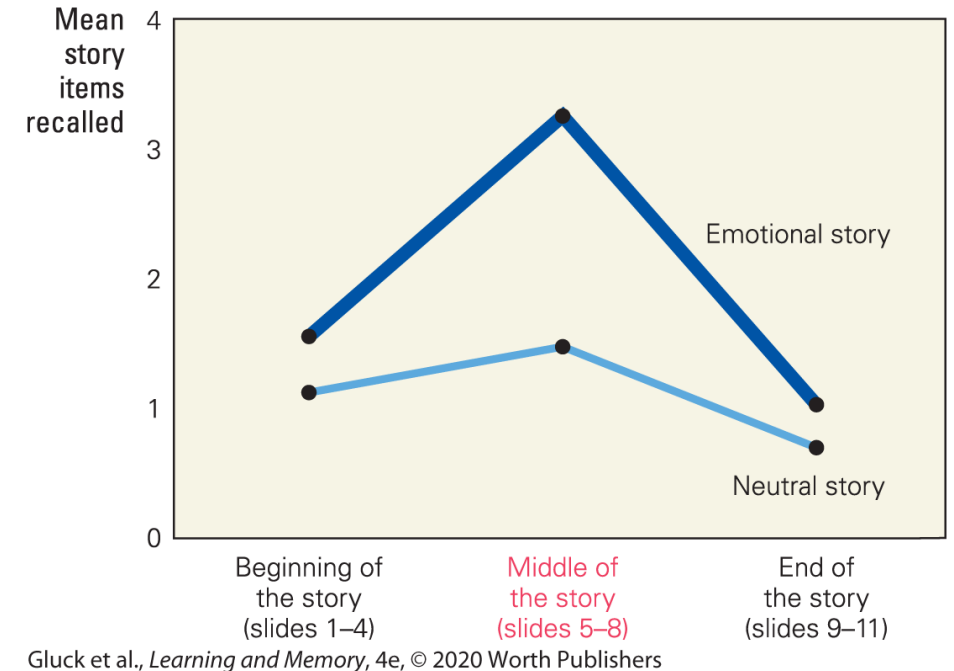 Mean
story
items
recalled
4
3
2
1
0
Emotional story
Neutral story
Beginning of
the story
(slides 1–4)
Middle of
the story
(slides 5–8)
End of
the story
(slides 9–11)
Gluck et al., Learning and Memory, 4e, © 2020 Worth Publishers